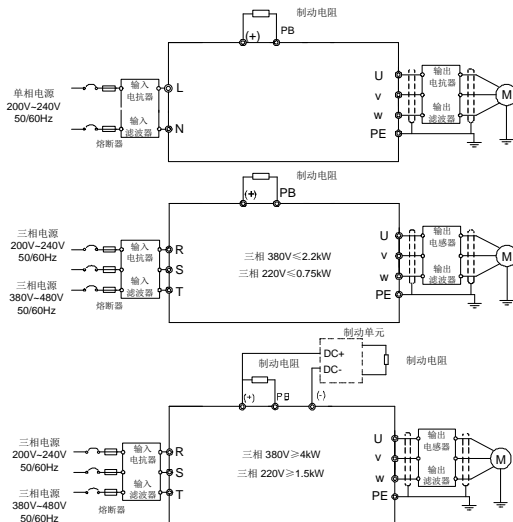 制动电阻
(+)
PB
单相电源
200V~240V
50/60Hz
熔断器
输入
电抗器
输入
滤波器
L
N
U
v
w
PE
输出
电抗器
输出
滤波器
M
制动电阻
(+)
PB
三相电源
200V~240V
50/60Hz
三相电源
380V~480V
50/60Hz
熔断器
输入
电抗器
输入
滤波器
R
S
T
三相 380V≤2.2kW
三相 220V≤0.75kW
U
v
w
PE
输出
电感器
输出
滤波器
M
制动单元
DC+
DC-
制动电阻
制动电阻
(+)
PB
(-)
三相电源
200V~240V
50/60Hz
三相电源
380V~480V
50/60Hz
熔断器
输入
电抗器
输入
滤波器
R
S
T
三相 380V≥4kW
三相 220V≥1.5kW
U
v
w
PE
输出
电感器
输出
滤波器
M